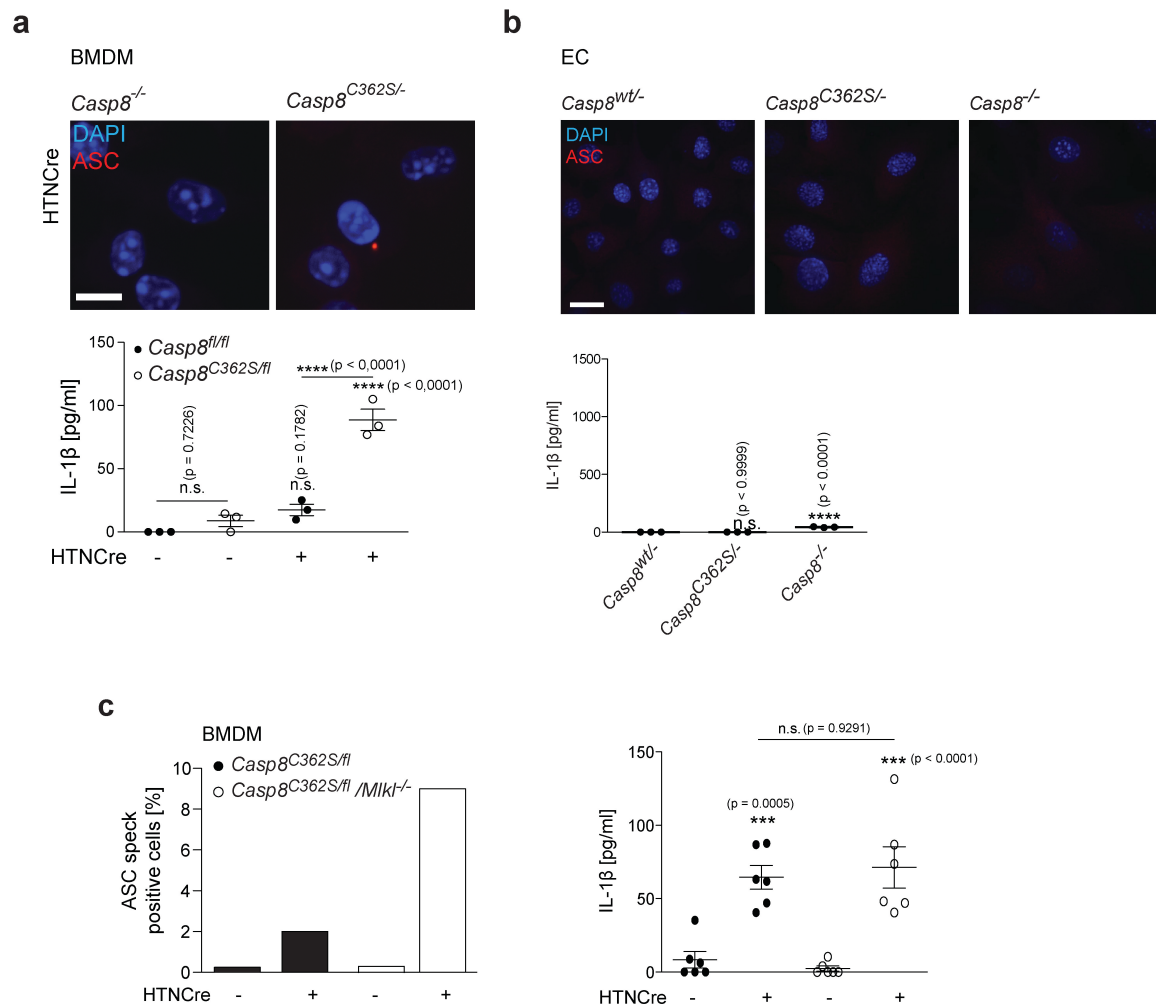 a
BMDM
Casp8-/-
Casp8C362S/-
HTNCre
DAPI
ASC
150
100
50
0
IL-1β [pg/ml]
Casp8fl/fl
Casp8C362S/fl
n.s. (p = 0.7226)
n.s. (p = 0.1782)
**** (p < 0,0001)
**** (p < 0,0001)
HTNCre - - + +
b
EC
Casp8wt/-
Casp8C362S/-
Casp8-/-
DAPI
ASC
1500
1000
500
0
IL-1β [pg/ml]
n.s. (p < 0.9999)
**** (p < 0.0001)
Casp8wt/-
Casp8C362S/-
Casp8-/-
c
BMDM
Casp8C362S/fl
Casp8C362S/fl /Mlkl-/-
10
8
6
4
2
0
ASC speck
positive cells [%]
HTNCre - + - +
n.s. (p = 0.9291)
*** (p < 0.0001)
(p = 0.0005)
***
150
100
50
0
IL-1β [pg/ml]
HTNCre - + - +